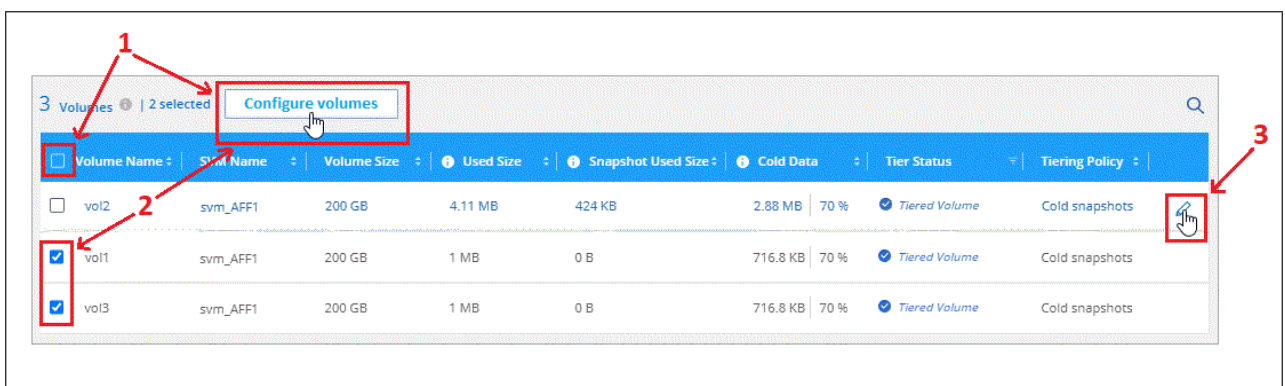 1
3 Volumes | 2 selected Configure volumes
3
Volume Name SVM Name Volume Size Used Size Snapshot Used Size Cold Data Tier Status Tiering Policy
2
vol2 svm_AFF1 200 GB 4.11 MB 424 KB 2.88 MB 70 % Tiered Volume Cold snapshots
vol1 svm_AFF1 200 GB 1 MB 0 B 716.8 KB 70 % Tiered Volume Cold snapshots
vol3 svm_AFF1 200 GB 1 MB 0 B 716.8 KB 70 % Tiered Volume Cold snapshots